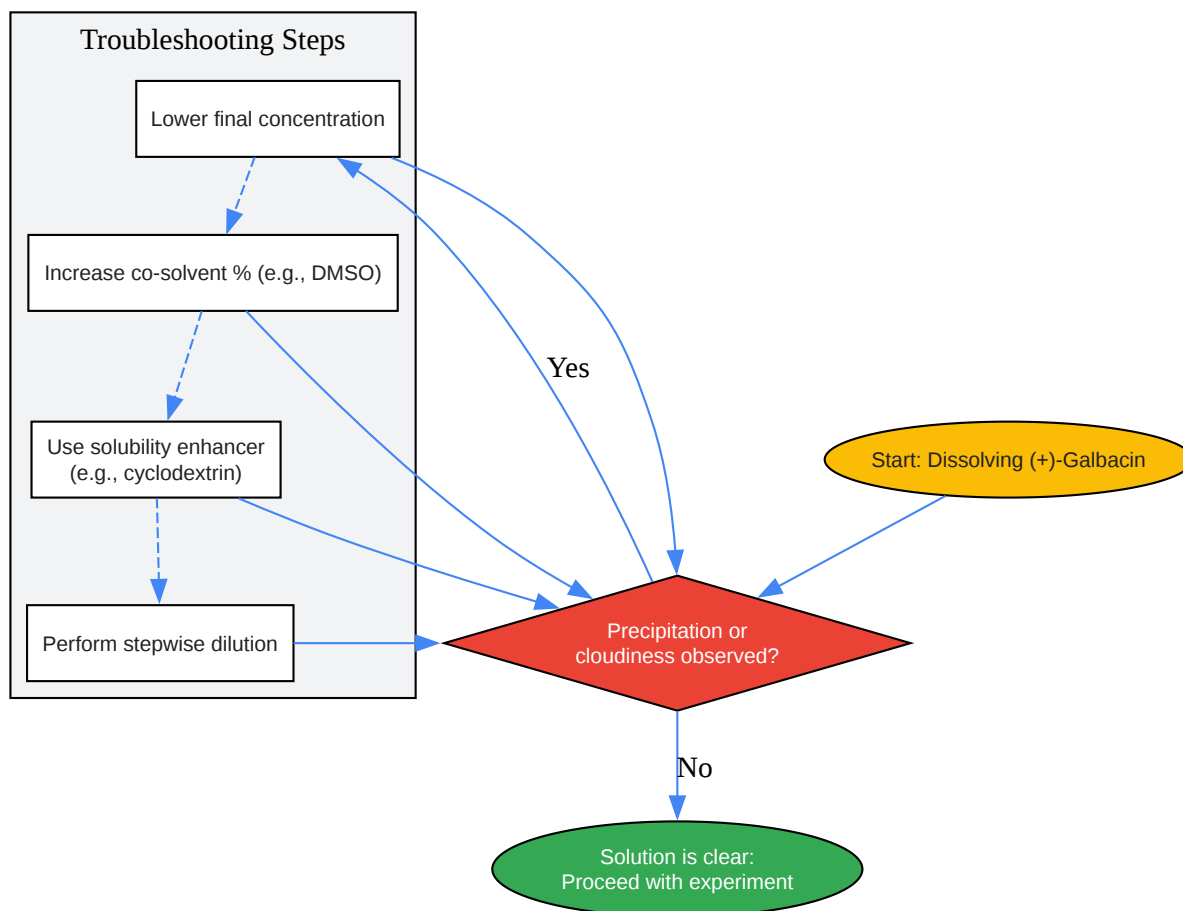 Troubleshooting Steps
Lower final concentration
Increase co-solvent % (e.g., DMSO)
Yes
Use solubility enhancer
(e.g., cyclodextrin)
Start: Dissolving (+)-Galbacin
Perform stepwise dilution
Precipitation or
cloudiness observed?
No
Solution is clear:
Proceed with experiment